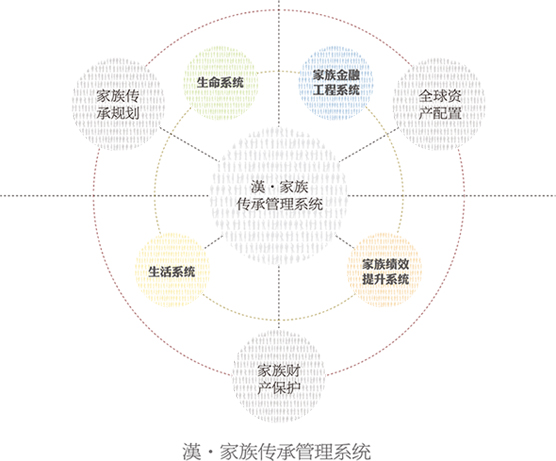 生命系统
家族金融
工程系统
家族传
承规划
全球资
产配置
漢·家族
传承管理系统
生活系统
家族绩效
提升系统
家族财
产保护
漢·家族传承管理系统